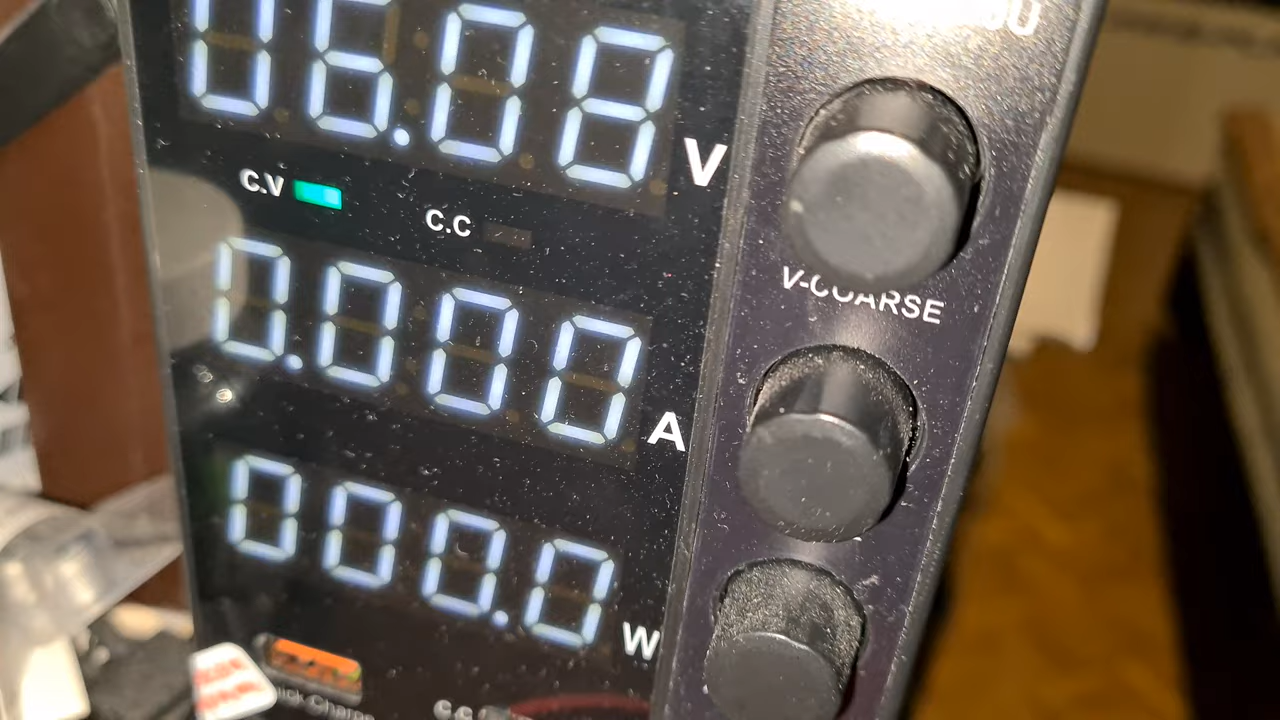 06.08 V
C.V C.C
0.000 A
V-COARSE
000.0 W
C.C